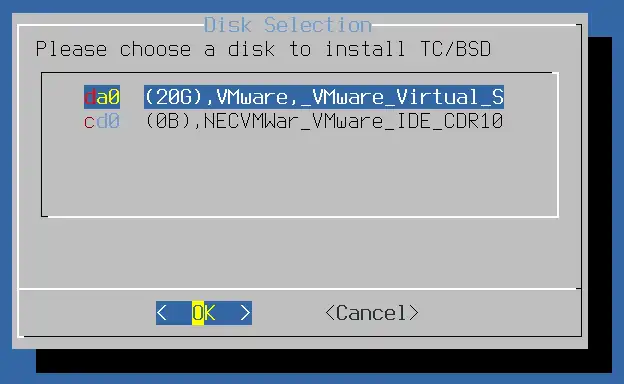 Disk Selection
Please choose a disk to install TC/BSD
da0 (20G),VMware,_VMware_Virtual_S
cd0 (0B),NECVMWar_VMware_IDE_CDR10
< OK > <Cancel>